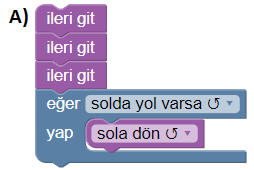 A)
ileri git
ileri git
ileri git
eğer solda yol varsa ↺ ▾
yap sola dön ↺ ▾